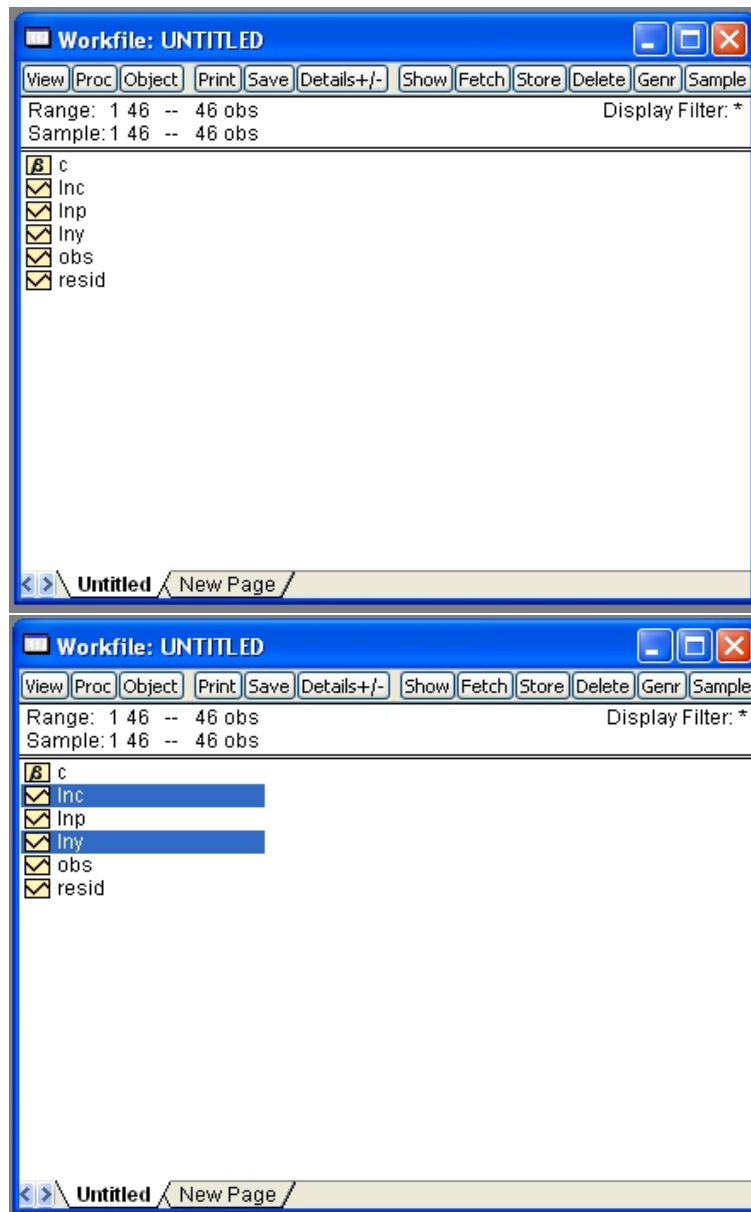 Workfile: UNTITLED
View Proc Object Print Save Details+/- Show Fetch Store Delete Genr Sample
Range: 1 46 -- 46 obs Display Filter: *
Sample: 1 46 -- 46 obs
β c
lnc
lnp
lny
obs
resid
Untitled New Page
Workfile: UNTITLED
View Proc Object Print Save Details+/- Show Fetch Store Delete Genr Sample
Range: 1 46 -- 46 obs Display Filter: *
Sample: 1 46 -- 46 obs
β c
lnc
lnp
lny
obs
resid
Untitled New Page